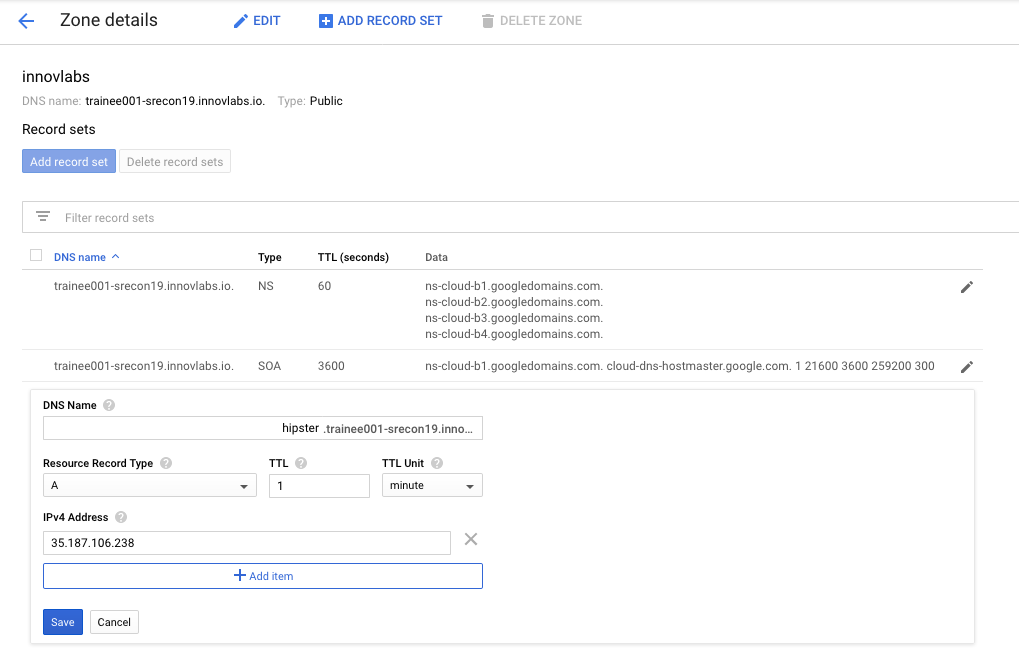 Zone details EDIT ADD RECORD SET DELETE ZONE
innovlabs
DNS name: trainee001-srecon19.innovlabs.io. Type: Public
Record sets
Add record set Delete record sets
Filter record sets
DNS name Type TTL (seconds) Data
trainee001-srecon19.innovlabs.io. NS 60 ns-cloud-b1.googledomains.com.
ns-cloud-b2.googledomains.com.
ns-cloud-b3.googledomains.com.
ns-cloud-b4.googledomains.com.
trainee001-srecon19.innovlabs.io. SOA 3600 ns-cloud-b1.googledomains.com. cloud-dns-hostmaster.google.com. 1 21600 3600 259200 300
DNS Name ?
hipster .trainee001-srecon19.inno...
Resource Record Type ? TTL ? TTL Unit ?
A 1 minute
IPv4 Address ?
35.187.106.238
Add item
Save Cancel